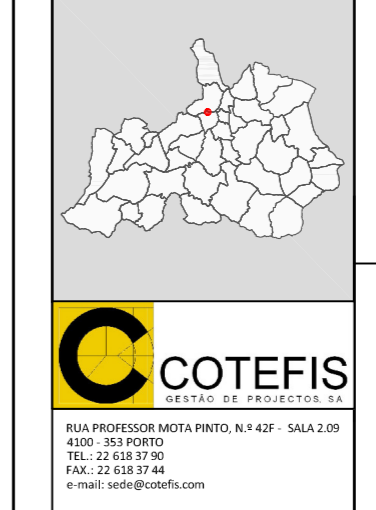 COTEFIS
GESTÃO DE PROJECTOS, SA
RUA PROFESSOR MOTA PINTO, N.º 42F - SALA 2.09
4100 - 353 PORTO
TEL.: 22 618 37 90
FAX.: 22 618 37 44
e-mail: sede@cotefis.com